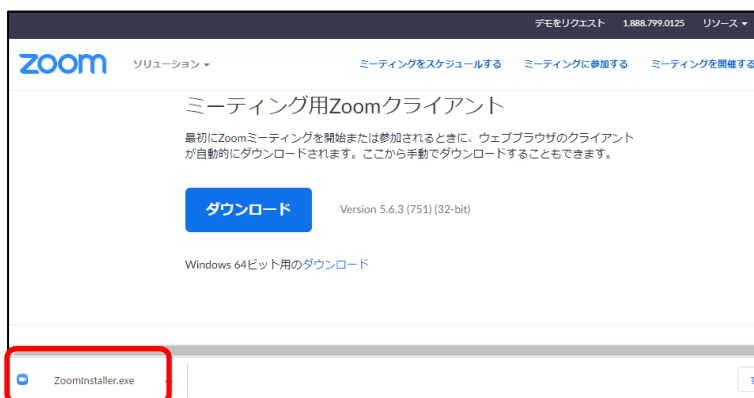 デモをリクエスト 1.888.799.0125 リソース
zoom ソリューション ミーティングをスケジュールする ミーティングに参加する ミーティングを開催する
ミーティング用Zoomクライアント
最初にZoomミーティングを開始または参加されるときに、ウェブブラウザのクライアント
が自動的にダウンロードされます。ここから手動でダウンロードすることもできます。
ダウンロード Version 5.6.3 (751) (32-bit)
Windows 64ビット用のダウンロード
ZoomInstaller.exe